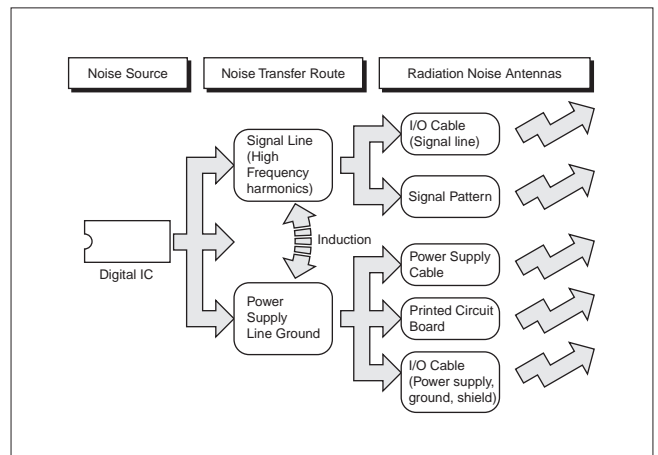 Noise Source
Noise Transfer Route
Radiation Noise Antennas
Signal Line
(High
Frequency
harmonics)
I/O Cable
(Signal line)
Signal Pattern
Digital IC
Induction
Power
Supply
Line Ground
Power Supply
Cable
Printed Circuit
Board
I/O Cable
(Power supply,
ground, shield)